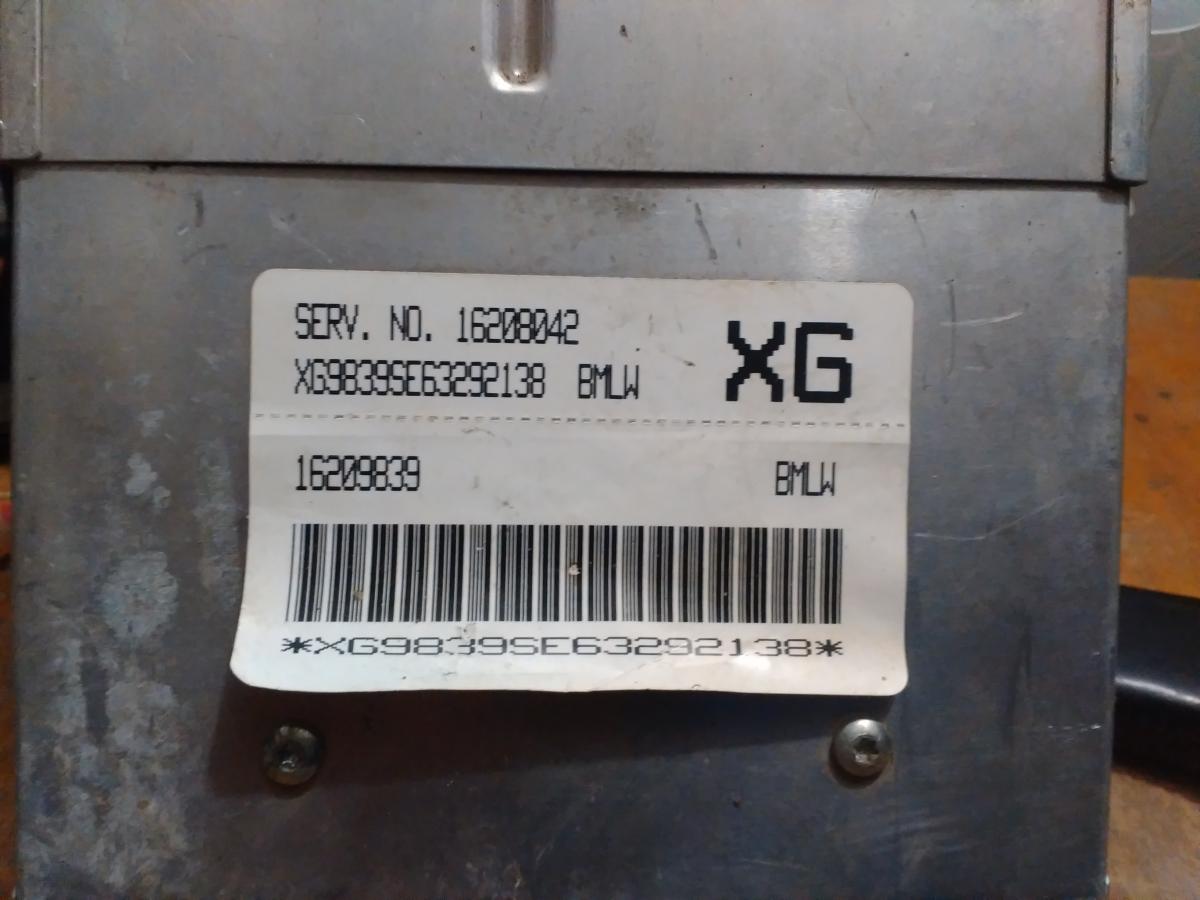 SERV. NO. 16208042
XG9839SE63292138 BMLW
XG
16209839 BMLW
*XG9839SE63292138*